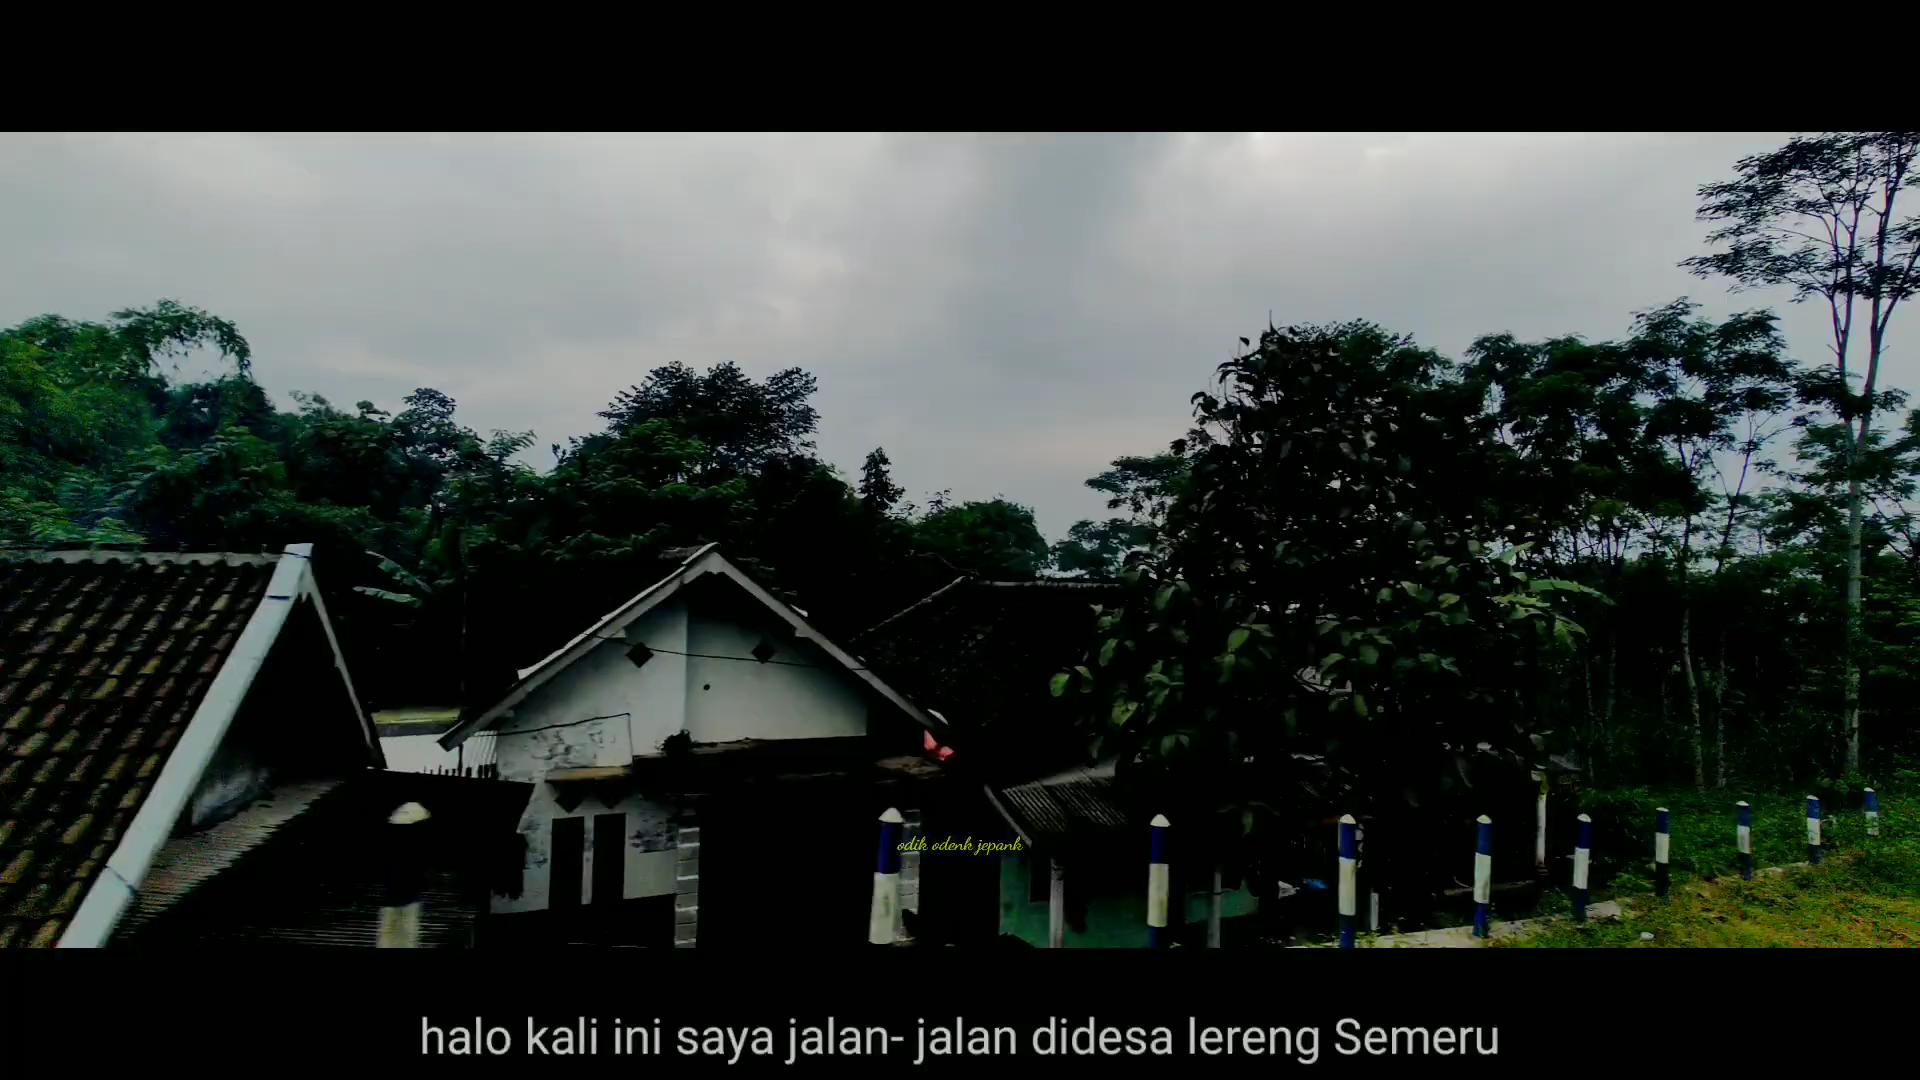 odik odenk jepank
halo kali ini saya jalan- jalan didesa lereng Semeru